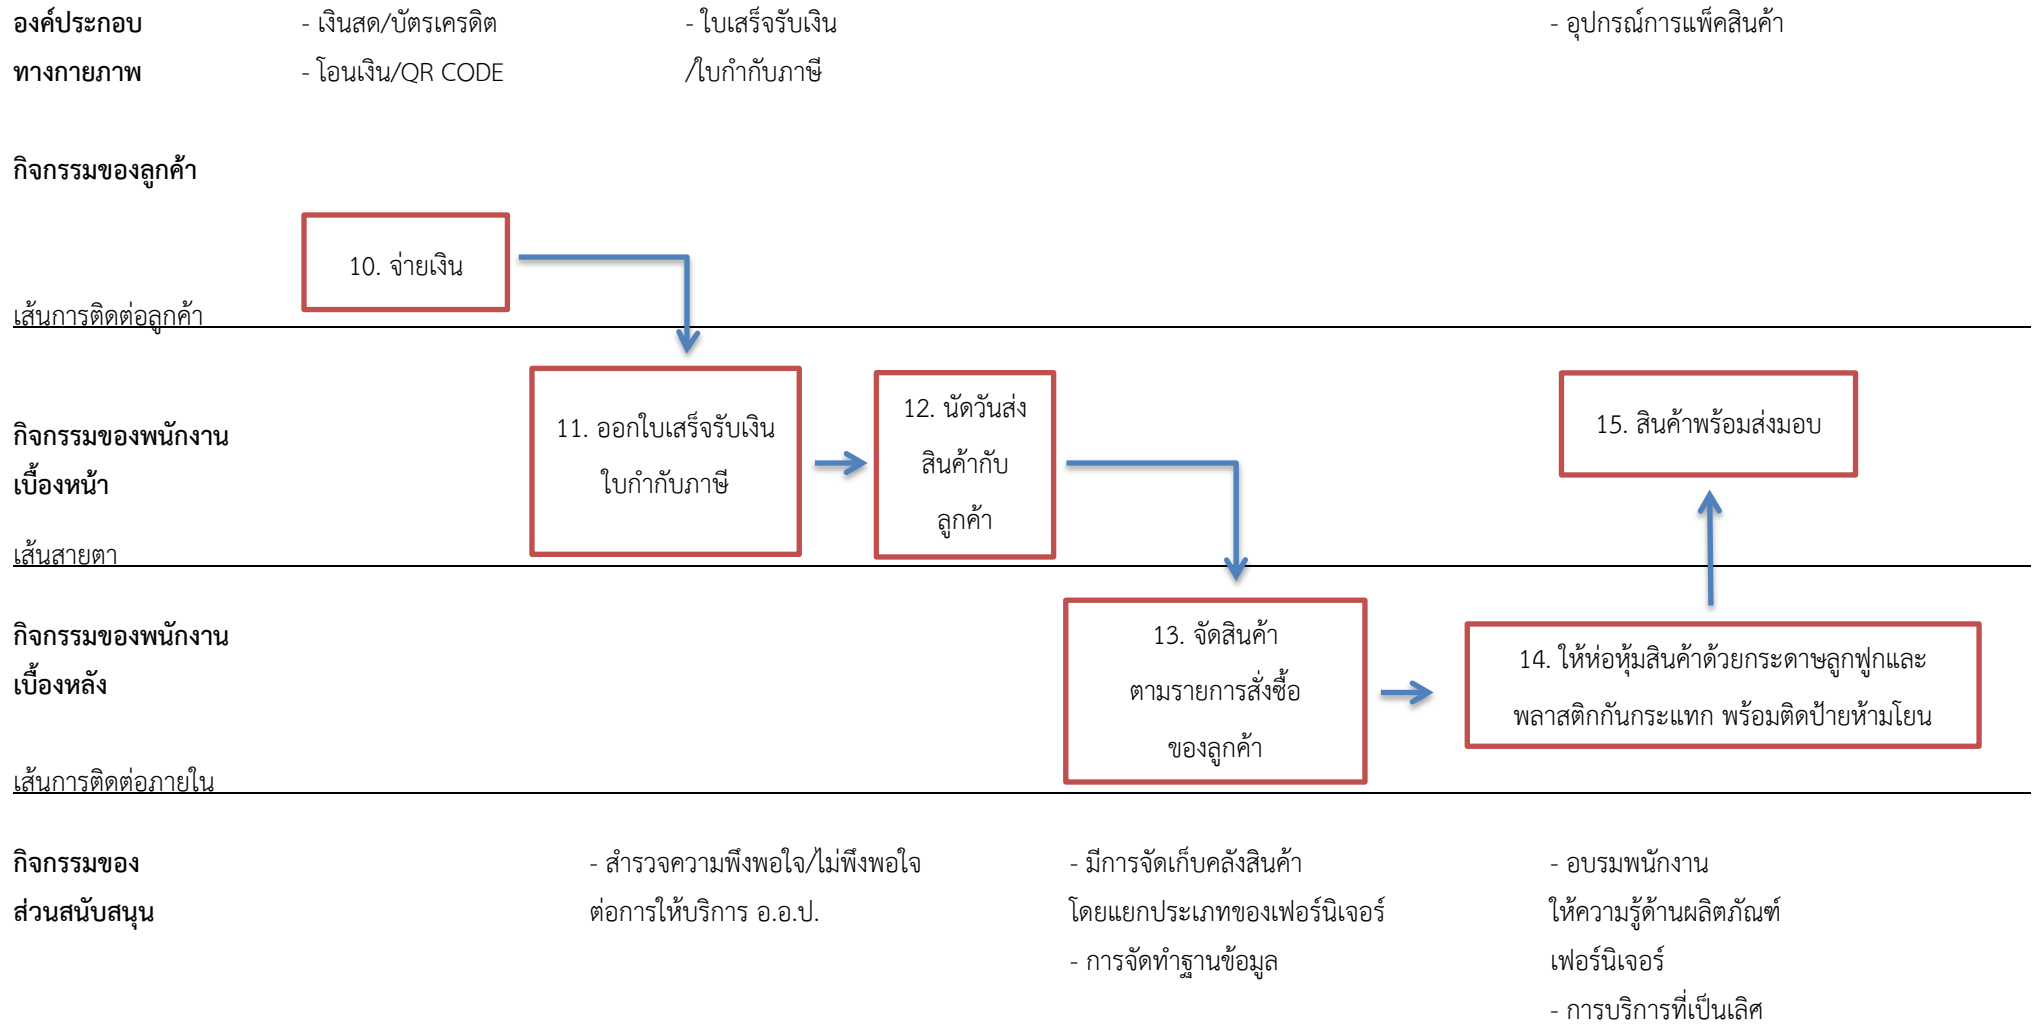 องค์ประกอบ
ทางกายภาพ
- เงินสด/บัตรเครดิต
- โอนเงิน/QR CODE
- ใบเสร็จรับเงิน
/ใบกำกับภาษี
- อุปกรณ์การแพ็คสินค้า
กิจกรรมของลูกค้า
10. จ่ายเงิน
เส้นการติดต่อลูกค้า
กิจกรรมของพนักงาน
เบื้องหน้า
11. ออกใบเสร็จรับเงิน
ใบกำกับภาษี
12. นัดวันส่ง
สินค้ากับ
ลูกค้า
15. สินค้าพร้อมส่งมอบ
เส้นสายตา
กิจกรรมของพนักงาน
เบื้องหลัง
13. จัดสินค้า
ตามรายการสั่งซื้อ
ของลูกค้า
14. ให้ห่อหุ้มสินค้าด้วยกระดาษลูกฟูกและ
พลาสติกกันกระแทก พร้อมติดป้ายห้ามโยน
เส้นการติดต่อภายใน
กิจกรรมของ
ส่วนสนับสนุน
- สำรวจความพึงพอใจ/ไม่พึงพอใจ
ต่อการให้บริการ อ.อ.ป.
- มีการจัดเก็บคลังสินค้า
โดยแยกประเภทของเฟอร์นิเจอร์
- การจัดทำฐานข้อมูล
- อบรมพนักงาน
ให้ความรู้ด้านผลิตภัณฑ์
เฟอร์นิเจอร์
- การบริการที่เป็นเลิศ